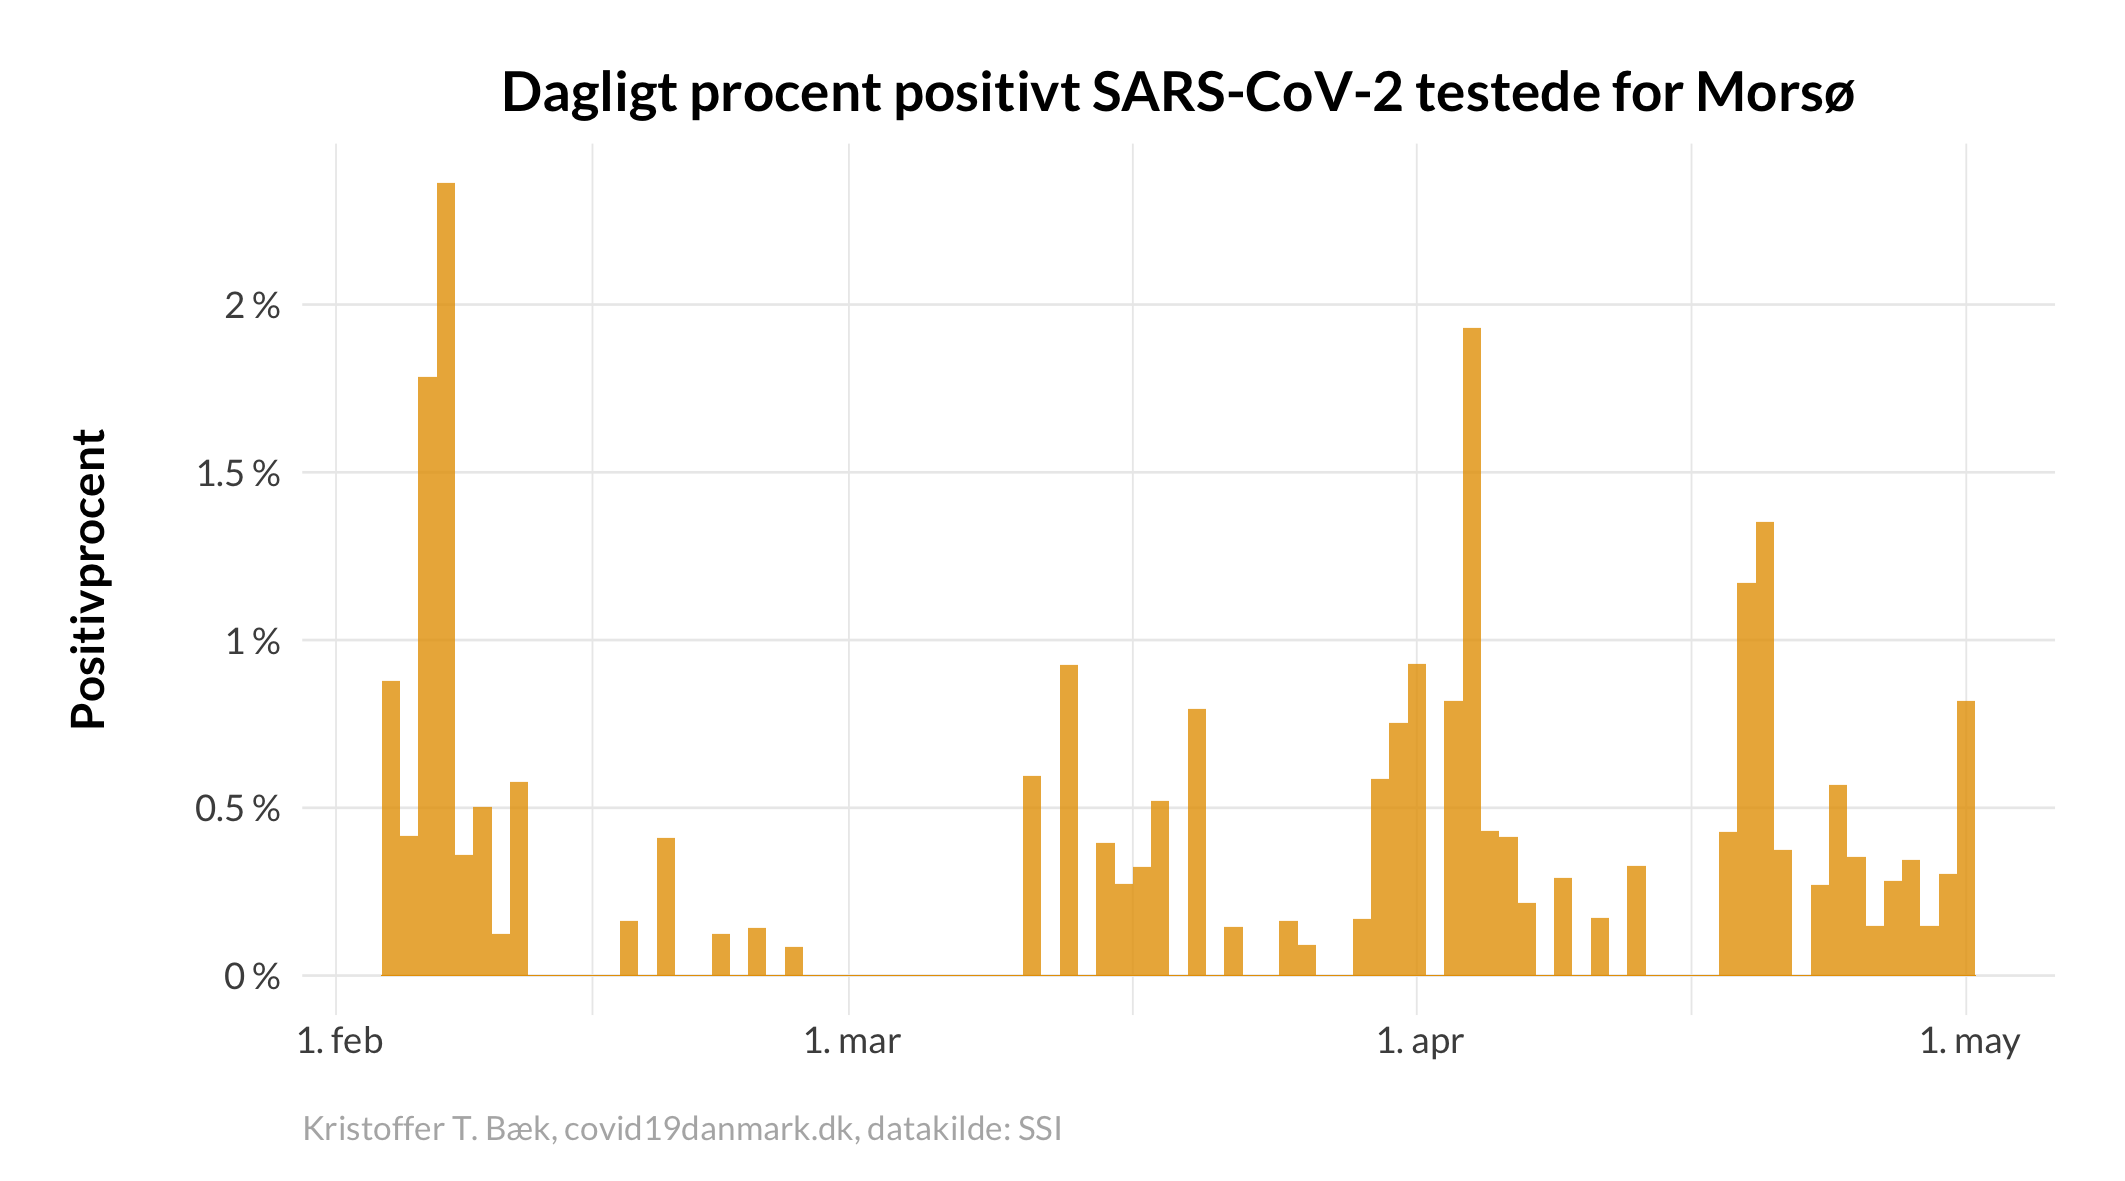 Dagligt procent positivt SARS-CoV-2 testede for Morsø
Positivprocent
2 %
1.5 %
1 %
0.5 %
0 %
1. feb
1. mar
1. apr
1. may
Kristoffer T. Bæk, covid19danmark.dk, datakilde: SSI